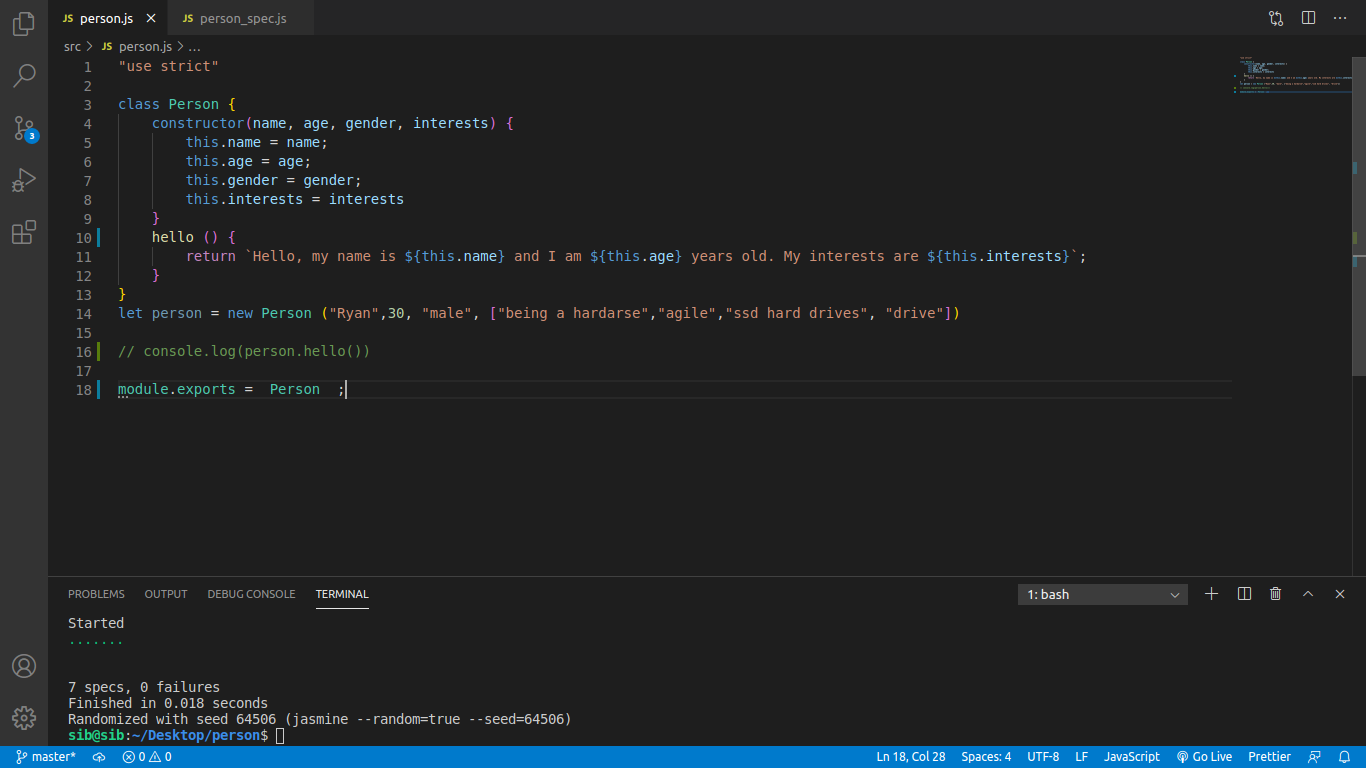 JS person.js × JS person_spec.js ...
src > JS person.js > ...
1 "use strict"
2
3 class Person {
4 constructor(name, age, gender, interests) {
5 this.name = name;
6 this.age = age;
7 this.gender = gender;
8 this.interests = interests
9 }
10 hello () {
11 return `Hello, my name is ${this.name} and I am ${this.age} years old. My interests are ${this.interests}`;
12 }
13 }
14 let person = new Person ("Ryan",30, "male", ["being a hardarse","agile","ssd hard drives", "drive"])
15
16 // console.log(person.hello())
17
18 module.exports =  Person  ;
3
PROBLEMS OUTPUT DEBUG CONSOLE TERMINAL 1: bash
Started
.......
7 specs, 0 failures
Finished in 0.018 seconds
Randomized with seed 64506 (jasmine --random=true --seed=64506)
sib@sib:~/Desktop/person$
master* 0 0 Ln 18, Col 28 Spaces: 4 UTF-8 LF JavaScript Go Live Prettier